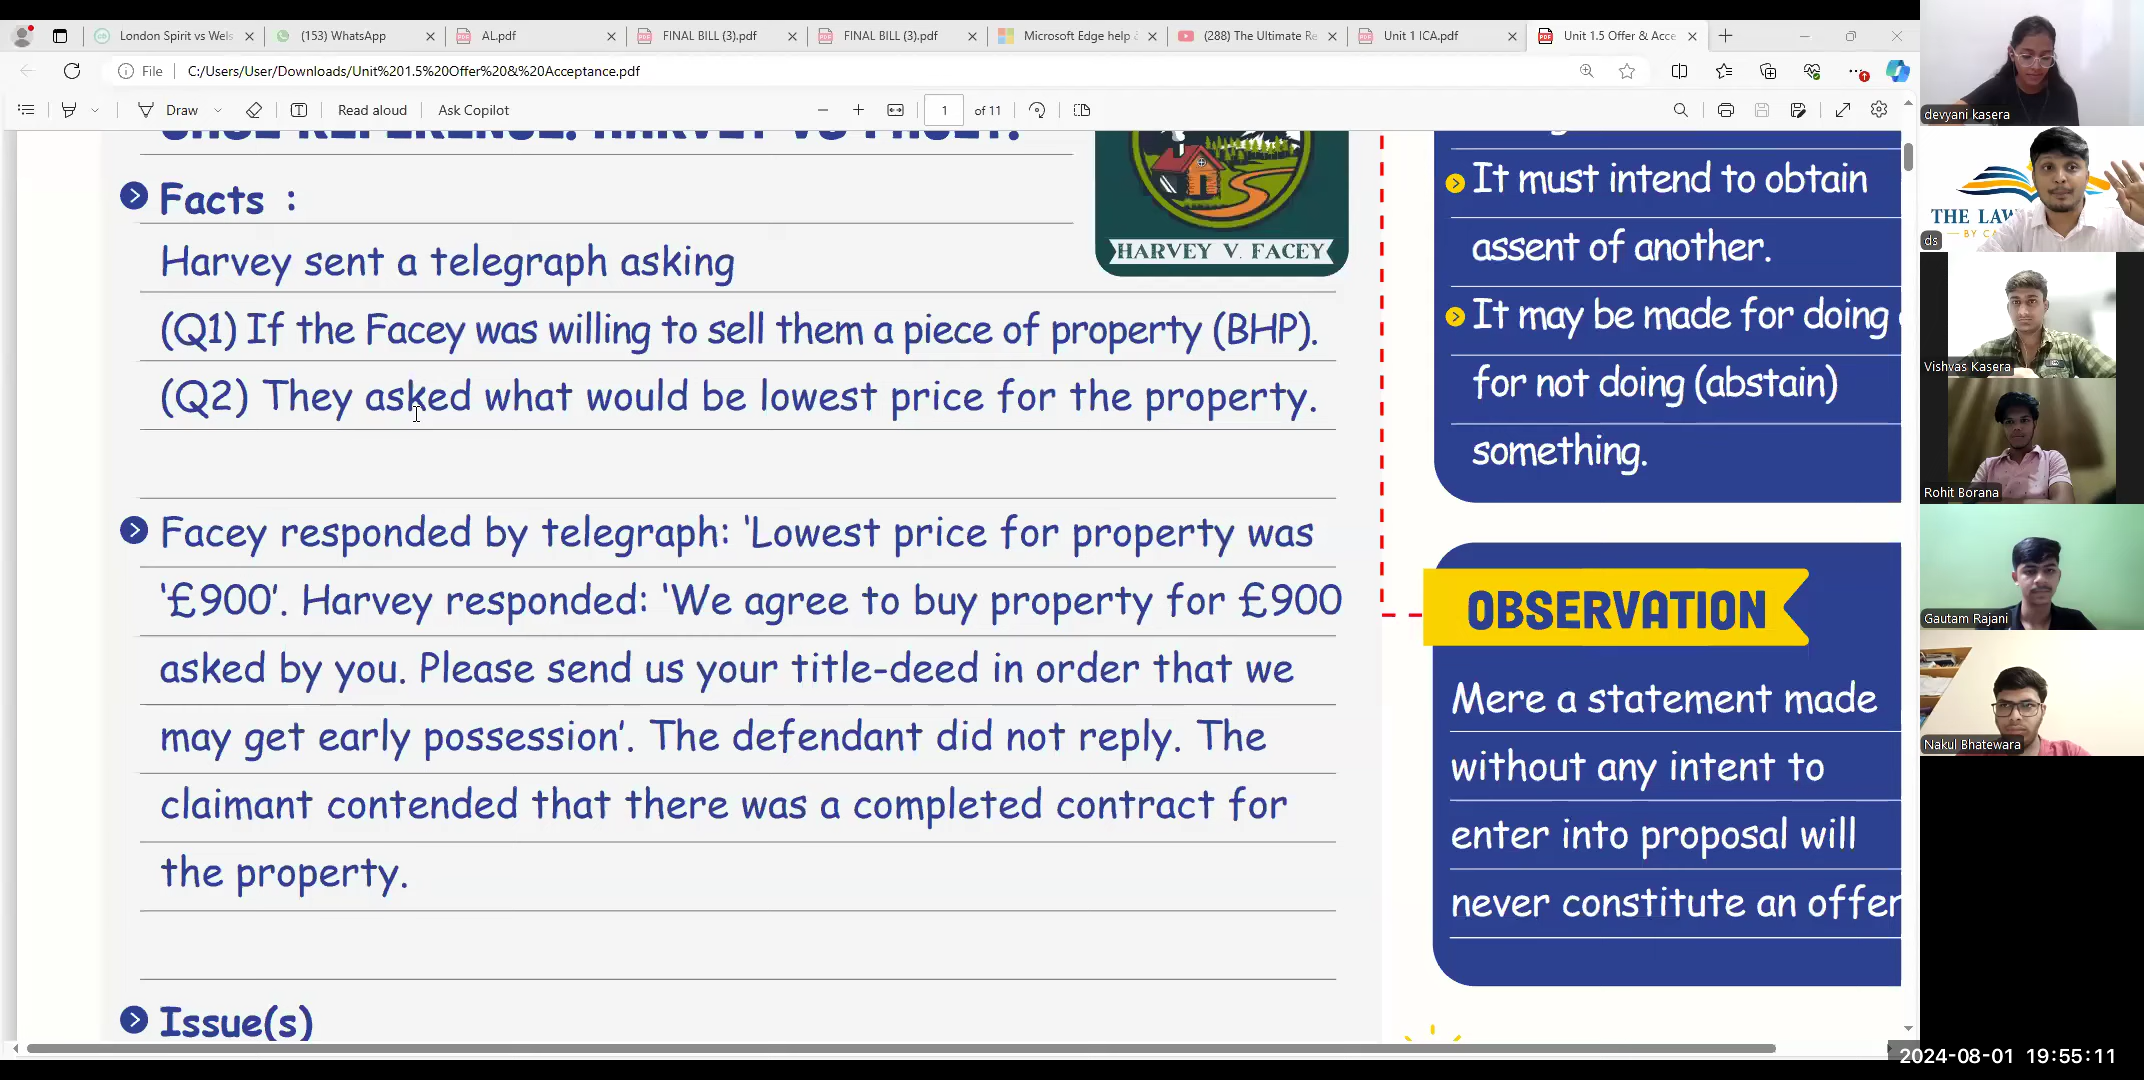 London Spirit vs Wels
(153) WhatsApp
AL.pdf
FINAL BILL (3).pdf
FINAL BILL (3).pdf
Microsoft Edge help
(288) The Ultimate Re
Unit 1 ICA.pdf
Unit 1.5 Offer & Acce
File
C:/Users/User/Downloads/Unit%201.5%20Offer%20&%20Acceptance.pdf
Draw
Read aloud
Ask Copilot
1 of 11
CASE REFERENCE: HARVEY VS FACEY.
Facts :
Harvey sent a telegraph asking
(Q1) If the Facey was willing to sell them a piece of property (BHP).
(Q2) They asked what would be lowest price for the property.
Facey responded by telegraph: 'Lowest price for property was
'£900'. Harvey responded: 'We agree to buy property for £900
asked by you. Please send us your title-deed in order that we
may get early possession'. The defendant did not reply. The
claimant contended that there was a completed contract for
the property.
Issue(s)
HARVEY V. FACEY
It must intend to obtain
assent of another.
It may be made for doing
for not doing (abstain)
something.
OBSERVATION
Mere a statement made
without any intent to
enter into proposal will
never constitute an offer
devyani kasera
THE LAW
BY CA
ds
Vishvas Kasera
Rohit Borana
Gautam Rajani
Nakul Bhatewara
2024-08-01 19:55:11